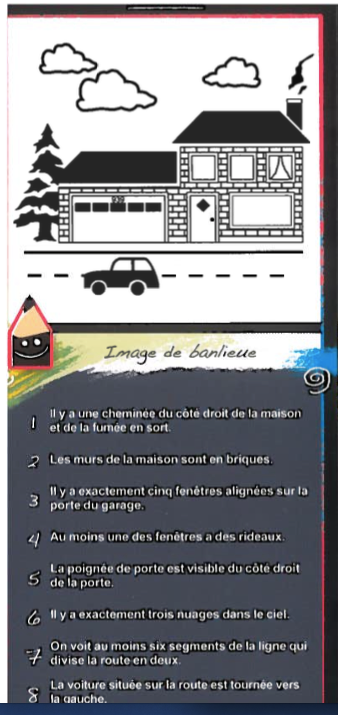 939
Image de banlieue
1 Il y a une cheminée du côté droit de la maison
et de la fumée en sort.
2 Les murs de la maison sont en briques.
3 Il y a exactement cinq fenêtres alignées sur la
porte du garage.
4 Au moins une des fenêtres a des rideaux.
5 La poignée de porte est visible du côté droit
de la porte.
6 Il y a exactement trois nuages dans le ciel.
7 On voit au moins six segments de la ligne qui
divise la route en deux.
8 La voiture située sur la route est tournée vers
la gauche.